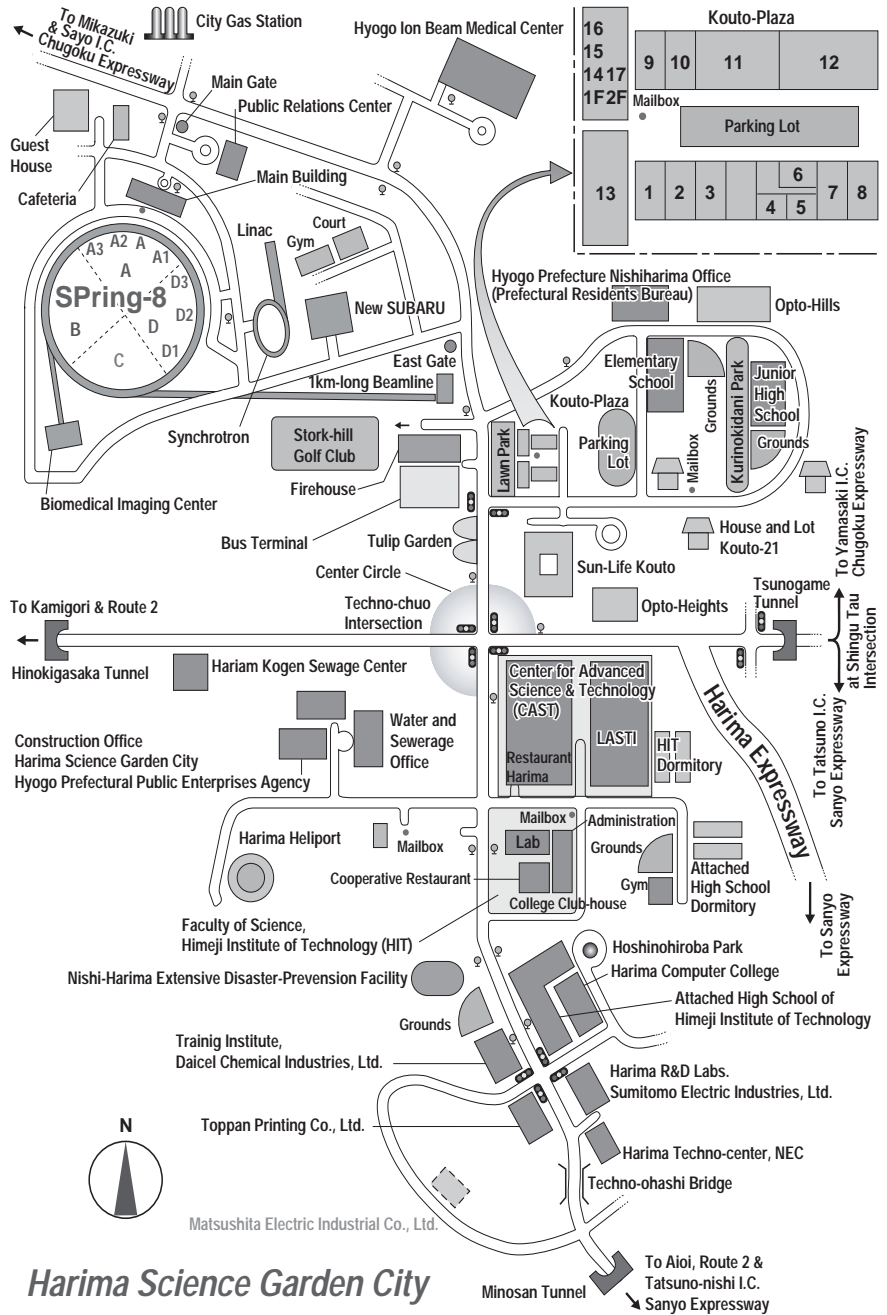 To Mikazuki
& Sayo I.C.
Chugoku Expressway
City Gas Station
Hyogo Ion Beam Medical Center
Main Gate
Public Relations Center
Guest
House
Cafeteria
Main Building
Linac
Court
Gym
A3
A2
A
A1
A
D3
SPring-8
D2
B
D
D1
C
New SUBARU
East Gate
1km-long Beamline
Synchrotron
Biomedical Imaging Center
Kouto-Plaza
16
15
14 17
1F 2F
9
10
11
12
Mailbox
Parking Lot
13
1
2
3
6
4
5
7
8
Hyogo Prefecture Nishiharima Office
(Prefectural Residents Bureau)
Opto-Hills
Elementary
School
Grounds
Kurinokidani Park
Junior
High
School
Grounds
Kouto-Plaza
Parking
Lot
Mailbox
Lawn Park
Stork-hill
Golf Club
Firehouse
Bus Terminal
Tulip Garden
Center Circle
Techno-chuo
Intersection
Sun-Life Kouto
House and Lot
Kouto-21
Opto-Heights
Tsunogame
Tunnel
To Yamasaki I.C.
Chugoku Expressway
at Shingu Tau
Intersection
To Tatsuno I.C.
Sanyo Expressway
To Kamigori & Route 2
Hinokigasaka Tunnel
Hariam Kogen Sewage Center
Center for Advanced
Science & Technology
(CAST)
LASTI
HIT
Dormitory
Restaurant
Harima
Harima Expressway
To Sanyo
Expressway
Water and
Sewerage
Office
Construction Office
Harima Science Garden City
Hyogo Prefectural Public Enterprises Agency
Harima Heliport
Mailbox
Mailbox
Administration
Lab
Grounds
Cooperative Restaurant
Gym
College Club-house
Attached
High School
Dormitory
Faculty of Science,
Himeji Institute of Technology (HIT)
Nishi-Harima Extensive Disaster-Prevention Facility
Hoshinohiroba Park
Harima Computer College
Attached High School of
Himeji Institute of Technology
Grounds
Trainig Institute,
Daicel Chemical Industries, Ltd.
Harima R&D Labs.
Sumitomo Electric Industries, Ltd.
Toppan Printing Co., Ltd.
Harima Techno-center, NEC
Techno-ohashi Bridge
N
Matsushita Electric Industrial Co., Ltd.
Harima Science Garden City
Minosan Tunnel
To Aioi, Route 2 &
Tatsuno-nishi I.C.
Sanyo Expressway